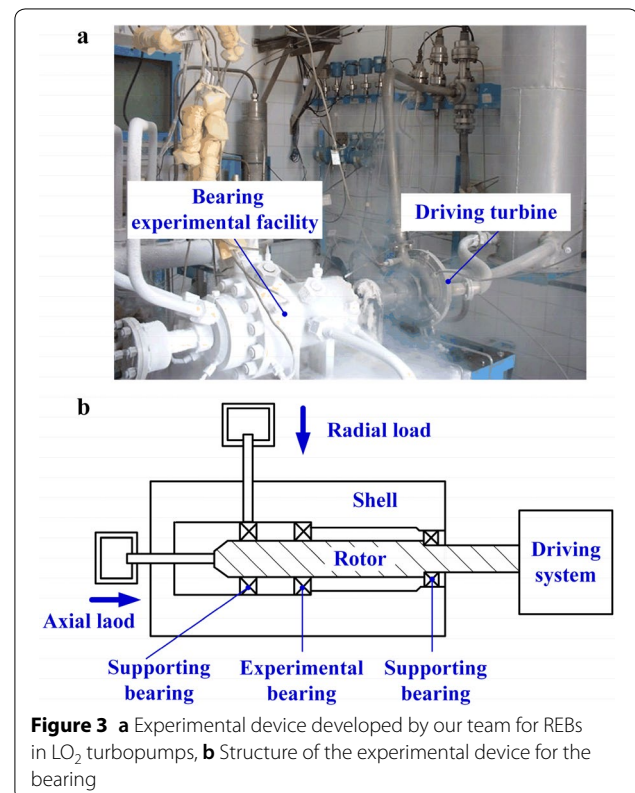 a
Bearing
experimental facility
Driving turbine
b
Radial load
Shell
Rotor
Driving
system
Axial laod
Supporting
bearing
Experimental
bearing
Supporting
bearing
Figure 3 a Experimental device developed by our team for REBs
in LO₂ turbopumps, b Structure of the experimental device for the
bearing